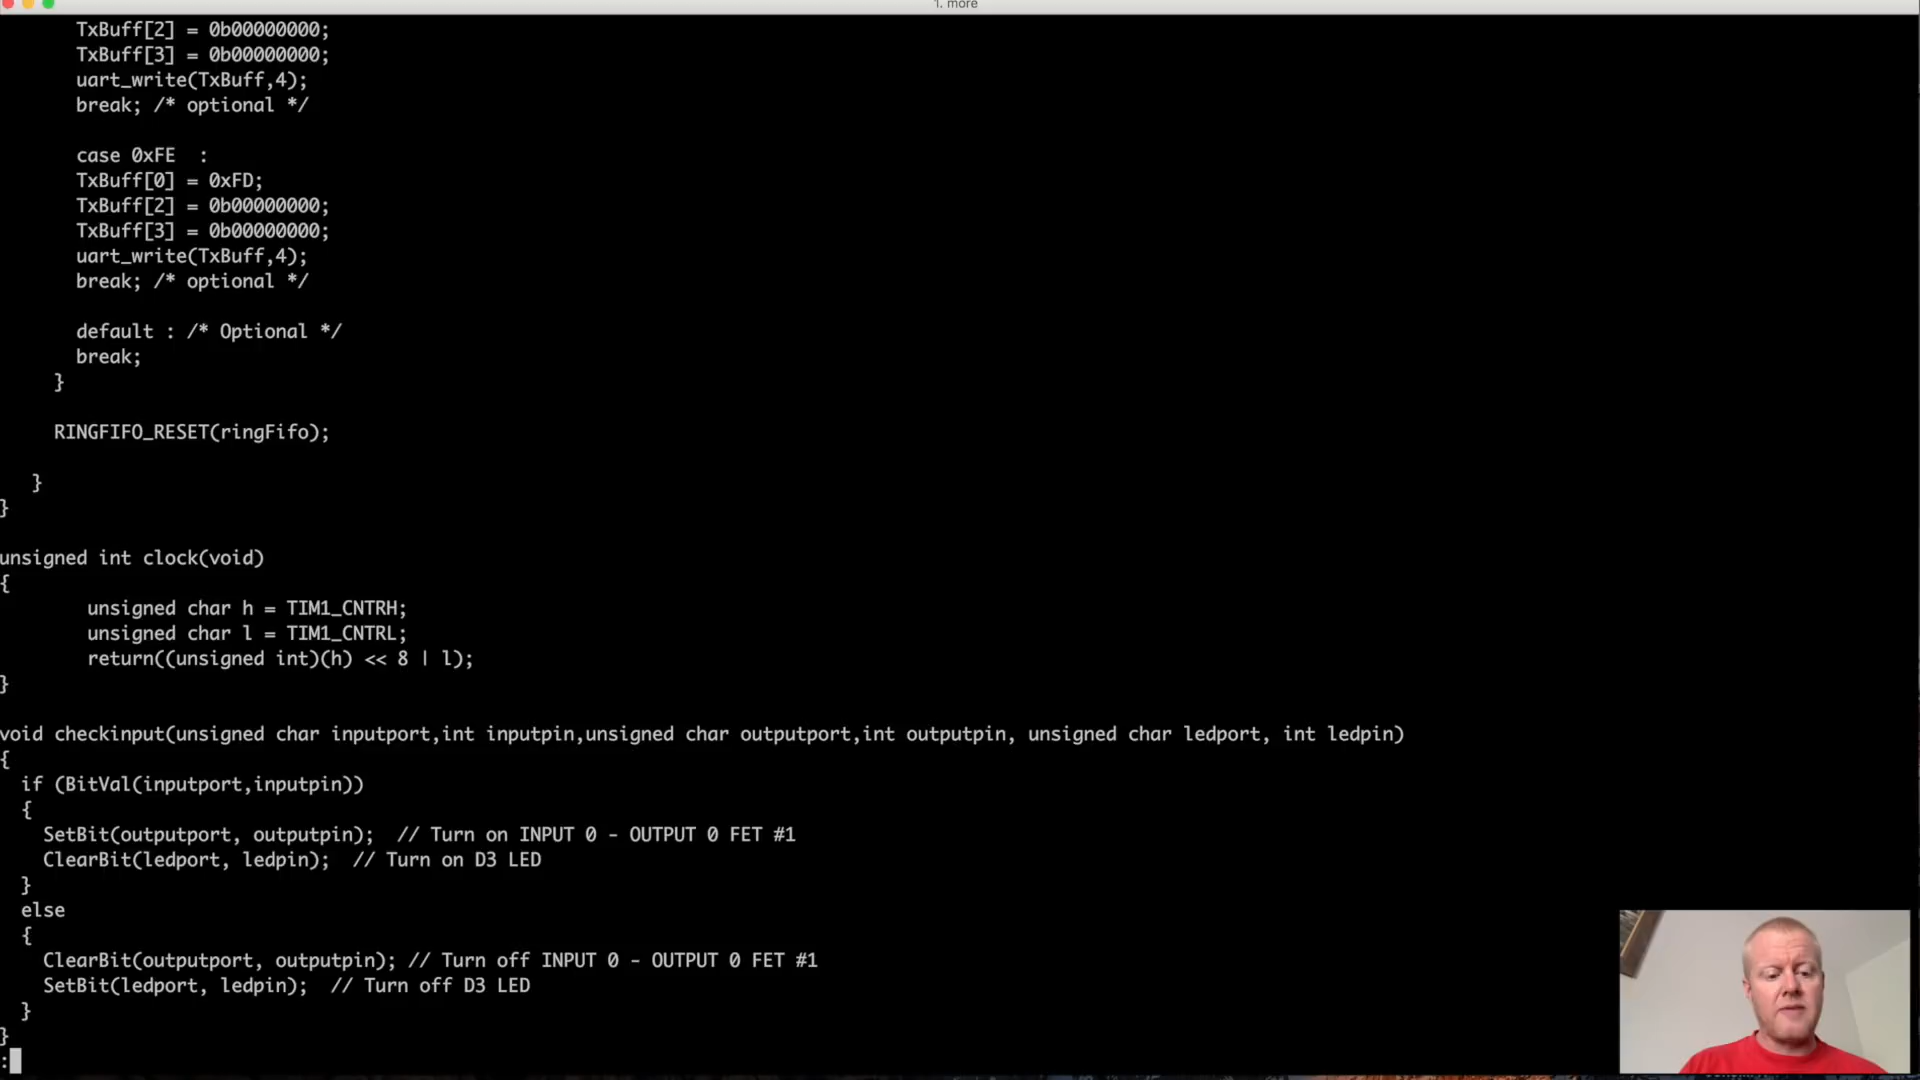 1. more
TxBuff[2] = 0b00000000;
TxBuff[3] = 0b00000000;
uart_write(TxBuff,4);
break; /* optional */
case 0xFE  :
TxBuff[0] = 0xFD;
TxBuff[2] = 0b00000000;
TxBuff[3] = 0b00000000;
uart_write(TxBuff,4);
break; /* optional */
default : /* Optional */
break;
}
RINGFIFO_RESET(ringFifo);
}
}
unsigned int clock(void)
{
unsigned char h = TIM1_CNTRH;
unsigned char l = TIM1_CNTRL;
return((unsigned int)(h) << 8 | l);
}
void checkinput(unsigned char inputport,int inputpin,unsigned char outputport,int outputpin, unsigned char ledport, int ledpin)
{
if (BitVal(inputport,inputpin))
{
SetBit(outputport, outputpin);  // Turn on INPUT 0 - OUTPUT 0 FET #1
ClearBit(ledport, ledpin);  // Turn on D3 LED
}
else
{
ClearBit(outputport, outputpin); // Turn off INPUT 0 - OUTPUT 0 FET #1
SetBit(ledport, ledpin);  // Turn off D3 LED
}
}
: